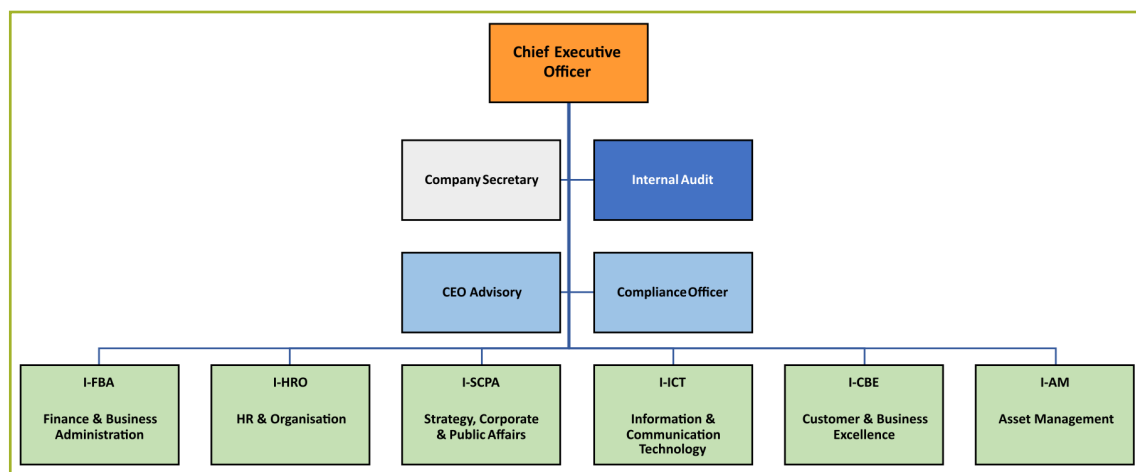 Chief Executive
Officer
Company Secretary
Internal Audit
CEO Advisory
Compliance Officer
I-FBA
Finance & Business
Administration
I-HRO
HR & Organisation
I-SCPA
Strategy, Corporate
& Public Affairs
I-ICT
Information &
Communication
Technology
I-CBE
Customer & Business
Excellence
I-AM
Asset Management